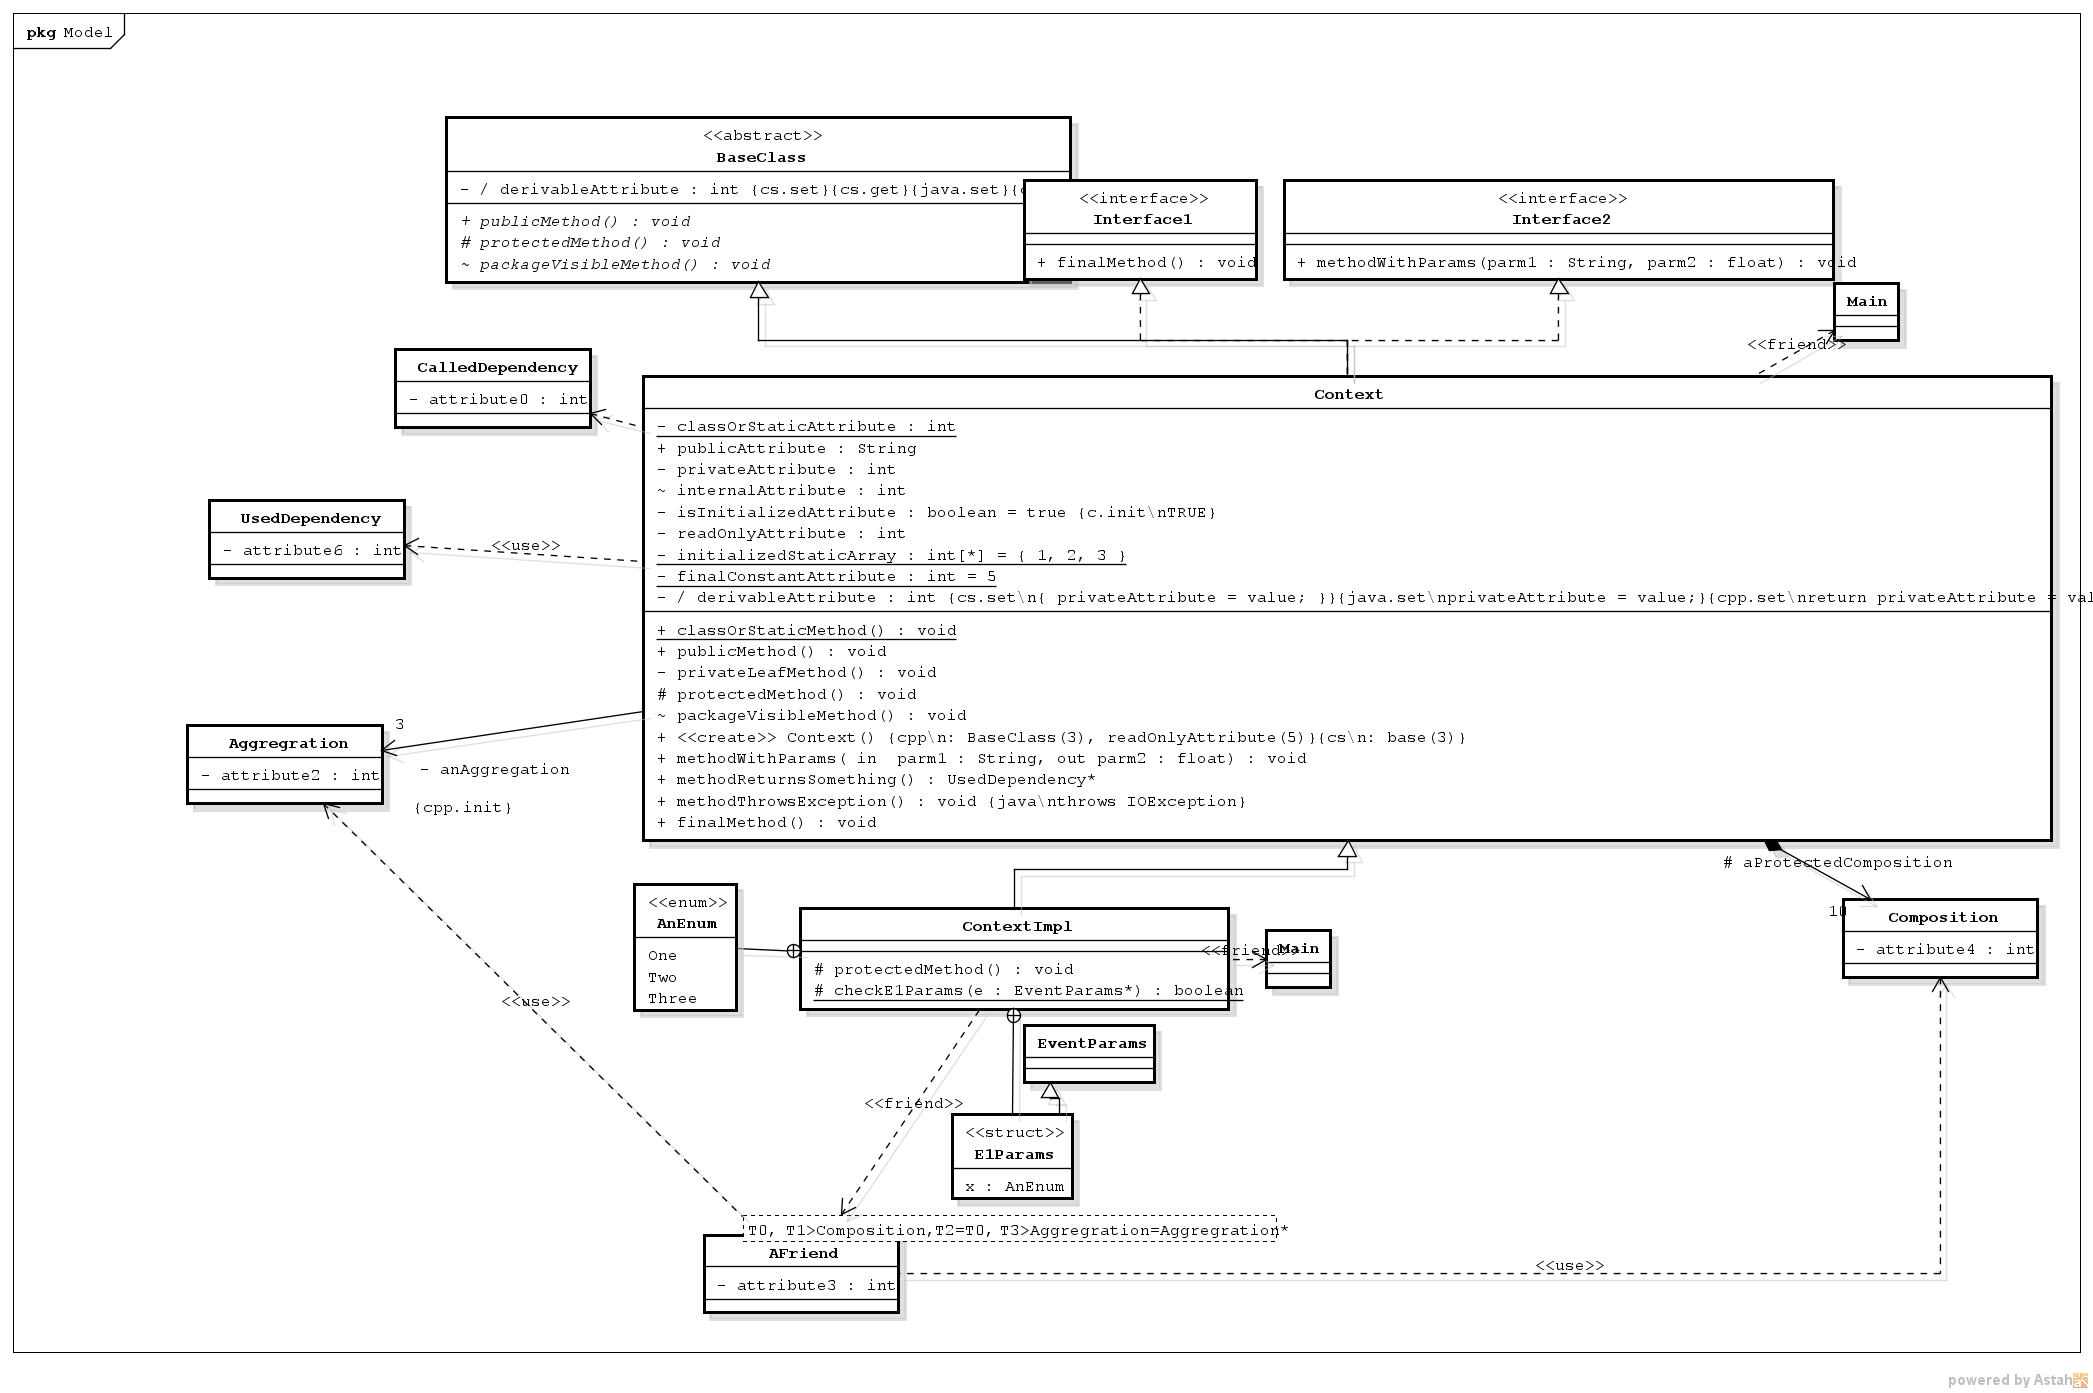 pkg Model
<<abstract>>
BaseClass
- / derivableAttribute : int {cs.set}{cs.get}{java.set}{
+ publicMethod() : void
# protectedMethod() : void
~ packageVisibleMethod() : void
<<interface>>
Interface1
+ finalMethod() : void
<<interface>>
Interface2
+ methodWithParams(parm1 : String, parm2 : float) : void
Main
<<friend>>
CalledDependency
- attribute0 : int
Context
- classOrStaticAttribute : int
+ publicAttribute : String
- privateAttribute : int
~ internalAttribute : int
- isInitializedAttribute : boolean = true {c.init\nTRUE}
- readOnlyAttribute : int
- initializedStaticArray : int[*] = { 1, 2, 3 }
- finalConstantAttribute : int = 5
- / derivableAttribute : int {cs.set\n{ privateAttribute = value; }}{java.set\nprivateAttribute = value;}{cpp.set\nreturn privateAttribute = val
+ classOrStaticMethod() : void
+ publicMethod() : void
- privateLeafMethod() : void
# protectedMethod() : void
~ packageVisibleMethod() : void
+ <<create>> Context() {cpp\n: BaseClass(3), readOnlyAttribute(5)}{cs\n: base(3)}
+ methodWithParams( in  parm1 : String, out parm2 : float) : void
+ methodReturnsSomething() : UsedDependency*
+ methodThrowsException() : void {java\nthrows IOException}
+ finalMethod() : void
UsedDependency
- attribute6 : int
<<use>>
Aggregration
- attribute2 : int
3
- anAggregation
{cpp.init}
# aProtectedComposition
10
Composition
- attribute4 : int
<<enum>>
AnEnum
One
Two
Three
ContextImpl
# protectedMethod() : void
# checkE1Params(e : EventParams*) : boolean
<<friend>>
Main
<<use>>
EventParams
<<friend>>
<<struct>>
E1Params
x : AnEnum
T0, T1>Composition,T2=T0, T3>Aggregration=Aggregration*
AFriend
- attribute3 : int
<<use>>
powered by Astah